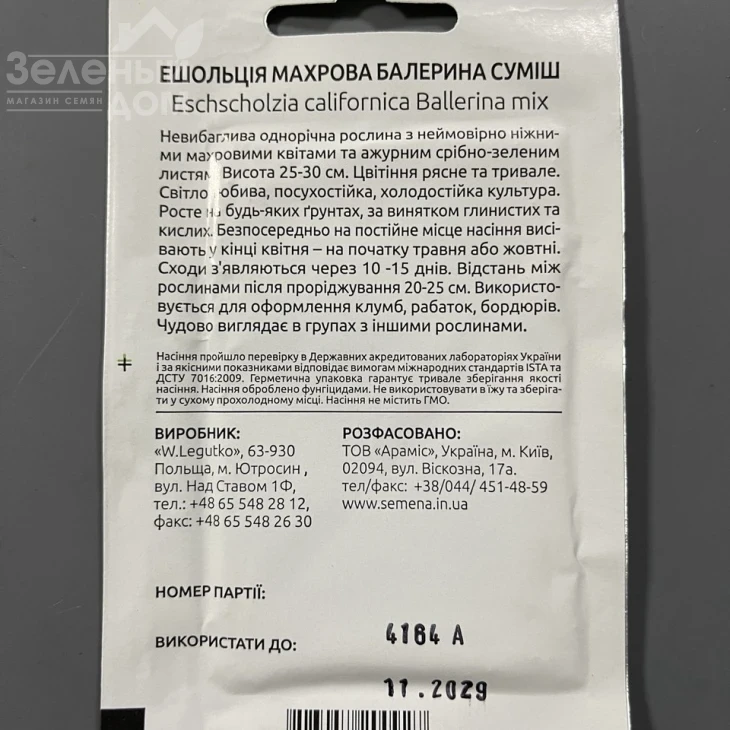 Зеленый
ДОМ
МАГАЗИН СЕМЯН
ЕШОЛЬЦІЯ МАХРОВА БАЛЕРИНА СУМІШ
Eschscholzia californica Ballerina mix
Невибаглива однорічна рослина з неймовірно ніжни-
ми махровими квітами та ажурним срібно-зеленим
листям. Висота 25-30 см. Цвітіння рясне та тривале.
Світлолюбива, посухостійка, холодостійка культура.
Росте на будь-яких ґрунтах, за винятком глинистих та
кислих. Безпосередньо на постійне місце насіння висі-
вають у кінці квітня – на початку травня або жовтні.
Сходи з'являються через 10 -15 днів. Відстань між
рослинами після проріджування 20-25 см. Використо-
вується для оформлення клумб, рабаток, бордюрів.
Чудово виглядає в групах з іншими рослинами.
Насіння пройшло перевірку в Державних акредитованих лабораторіях України
і за якісними показниками відповідає вимогам міжнародних стандартів ISTA та
ДСТУ 7016:2009. Герметична упаковка гарантує тривале зберігання якості
насіння. Насіння оброблено фунгіцидами. Не використовувати в їжу та зберіга-
ти у сухому прохолодному місці. Насіння не містить ГМО.
ВИРОБНИК:
«W.Legutko», 63-930
Польща, м. Ютросин ,
вул. Над Ставом 1Ф,
тел.: +48 65 548 28 12,
факс: +48 65 548 26 30
РОЗФАСОВАНО:
ТОВ «Араміс», Україна, м. Київ,
02094, вул. Віскозна, 17а.
тел/факс: +38/044/ 451-48-59
www.semena.in.ua
НОМЕР ПАРТІЇ:
4164 A
ВИКОРИСТАТИ ДО:
11.2029